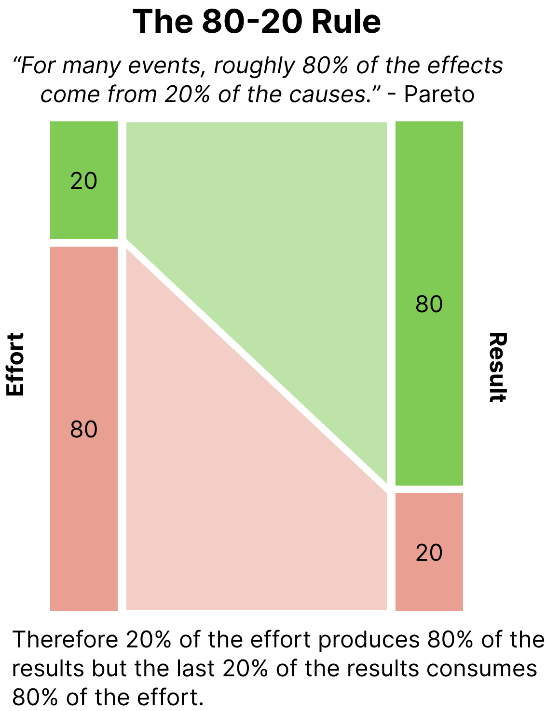 The 80-20 Rule
“For many events, roughly 80% of the effects
come from 20% of the causes.” - Pareto
20
80
Effort
80
20
Result
Therefore 20% of the effort produces 80% of the
results but the last 20% of the results consumes
80% of the effort.